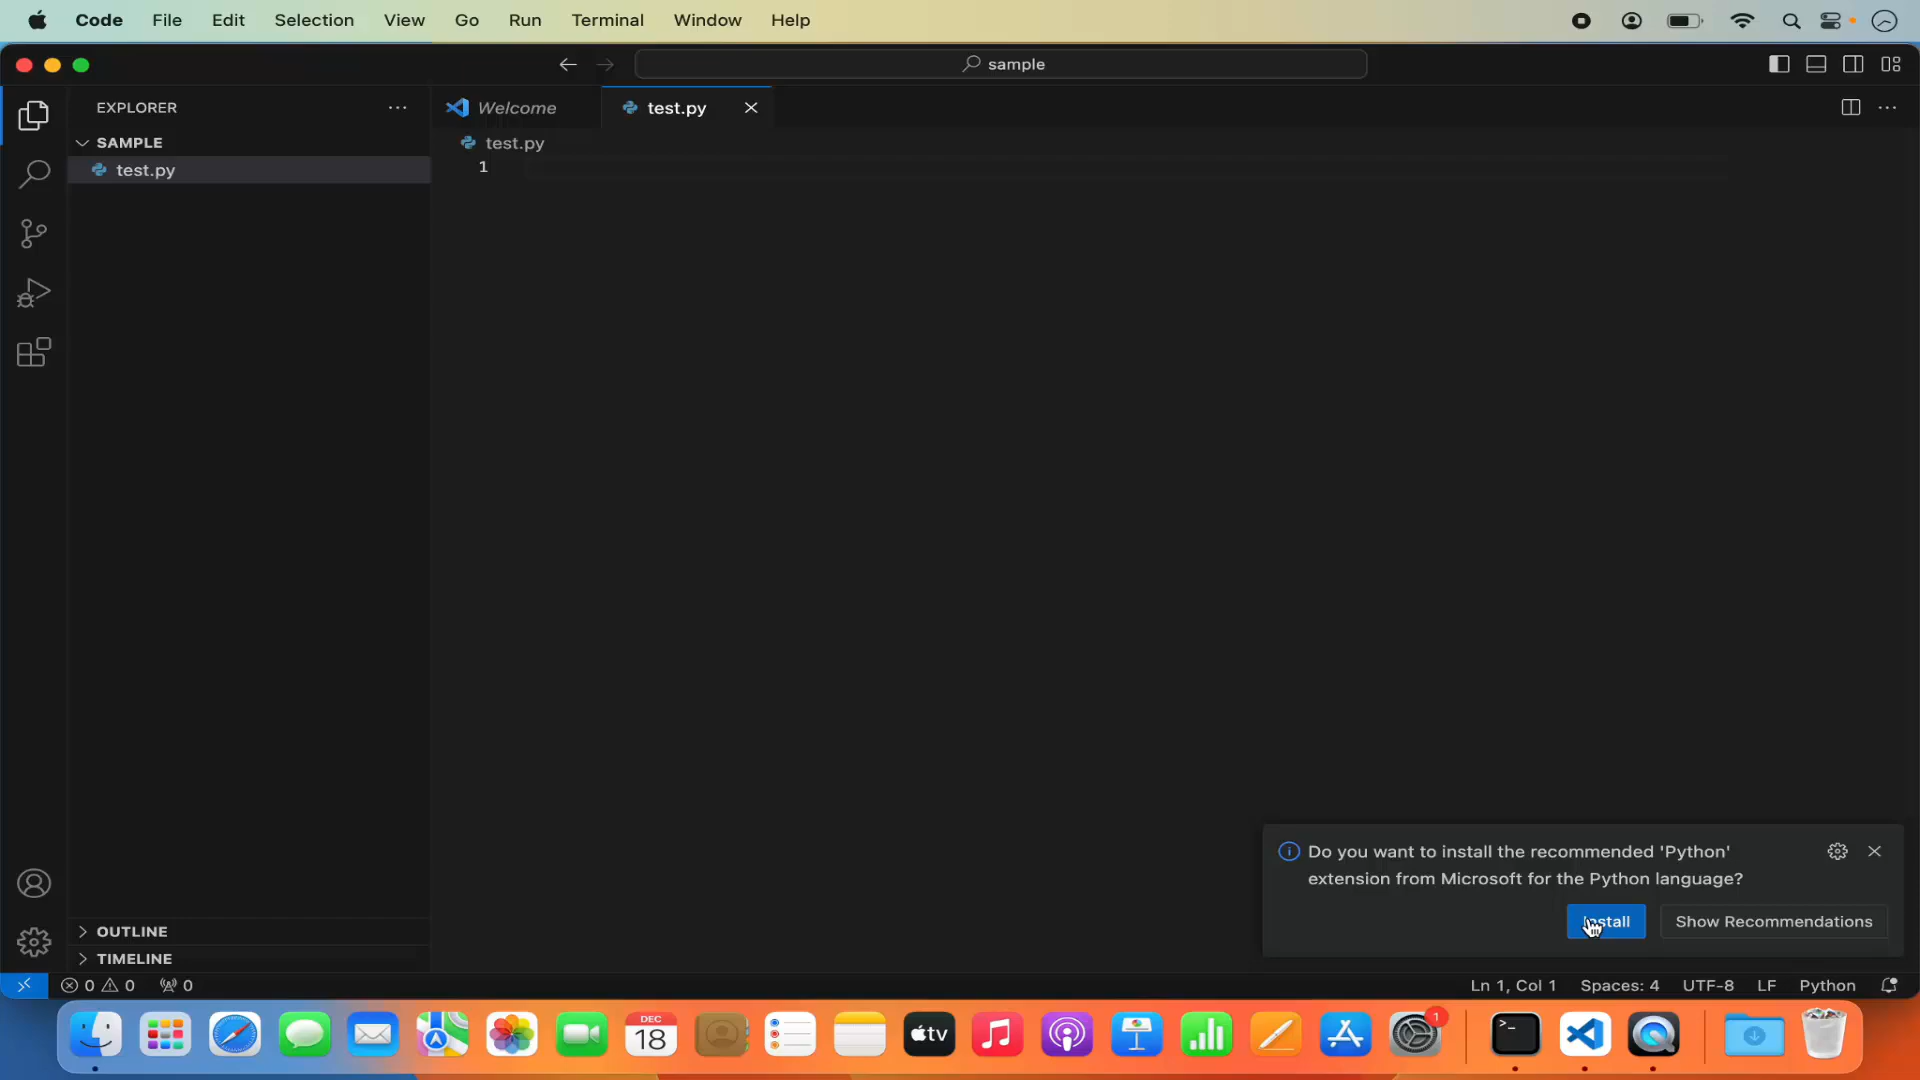 Code File Edit Selection View Go Run Terminal Window Help
sample
EXPLORER
Welcome
test.py
SAMPLE
test.py
test.py
1
Do you want to install the recommended 'Python'
extension from Microsoft for the Python language?
Install
Show Recommendations
OUTLINE
TIMELINE
0 0 0
Ln 1, Col 1 Spaces: 4 UTF-8 LF Python
DEC
18
tv
1
>_